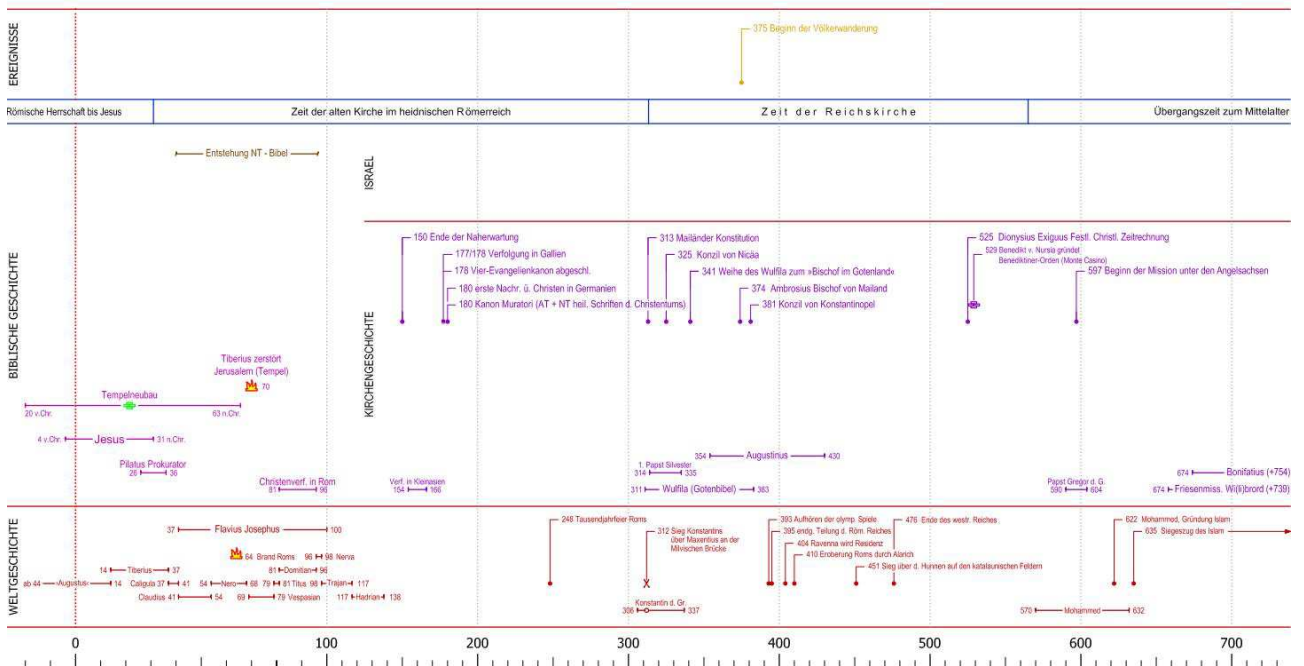 EREIGNISSE
375 Beginn der Völkerwanderung
Römische Herrschaft bis Jesus
Zeit der alten Kirche im heidnischen Römerreich
Zeit der Reichskirche
Übergangszeit zum Mittelalter
BIBLISCHE GESCHICHTE
ISRAEL
KIRCHENGESCHICHTE
Entstehung NT - Bibel
150 Ende der Naherwartung
177/178 Verfolgung in Gallien
178 Vier-Evangelienkanon abgeschl.
180 erste Nachr. ü. Christen in Germanien
180 Kanon Muratori (AT + NT heil. Schriften d. Christentums)
313 Mailänder Konstitution
325 Konzil von Nicäa
341 Weihe des Wulfila zum »Bischof im Gotenland«
374 Ambrosius Bischof von Mailand
381 Konzil von Konstantinopel
525 Dionysius Exiguus Festl. Christl. Zeitrechnung
529 Benedikt v. Nursia gründet
Benediktiner-Orden (Monte Casino)
597 Beginn der Mission unter den Angelsachsen
Tiberius zerstört
Jerusalem (Tempel)
70
Tempelneubau
20 v.Chr. 63 n.Chr.
4 v.Chr. Jesus 31 n.Chr.
Pilatus Prokurator
26 36
Christenverf. in Rom
81 96
Verf. in Kleinasien
154 166
354 Augustinius 430
1. Papst Silvester
314 335
311 Wulfila (Gotenbibel) 383
Papst Gregor d. G.
590 604
674 Bonifatius (+754)
674 Friesenmiss. Wi(l)ibrord (+739)
WELTGESCHICHTE
37 Flavius Josephus 100
64 Brand Roms 96 98 Nerva
14 Tiberius 37 81 Domitian 96
ab 44 Augustus 14 Caligula 37 41 54 Nero 68 79 81 Titus 98 Trajan 117
Claudius 41 54 69 79 Vespasian 117 Hadrian 138
248 Tausendjahrfeier Roms
312 Sieg Konstantins
über Maxentius an der
Milvischen Brücke
Konstantin d. Gr.
306 337
393 Aufhören der olymp. Spiele
395 endg. Teilung d. Röm. Reiches
404 Ravenna wird Residenz
410 Eroberung Roms durch Alarich
451 Sieg über d. Hunnen auf den katalaunischen Feldern
476 Ende des westr. Reiches
622 Mohammed, Gründung Islam
635 Siegeszug des Islam
570 Mohammed 632
0 100 200 300 400 500 600 700